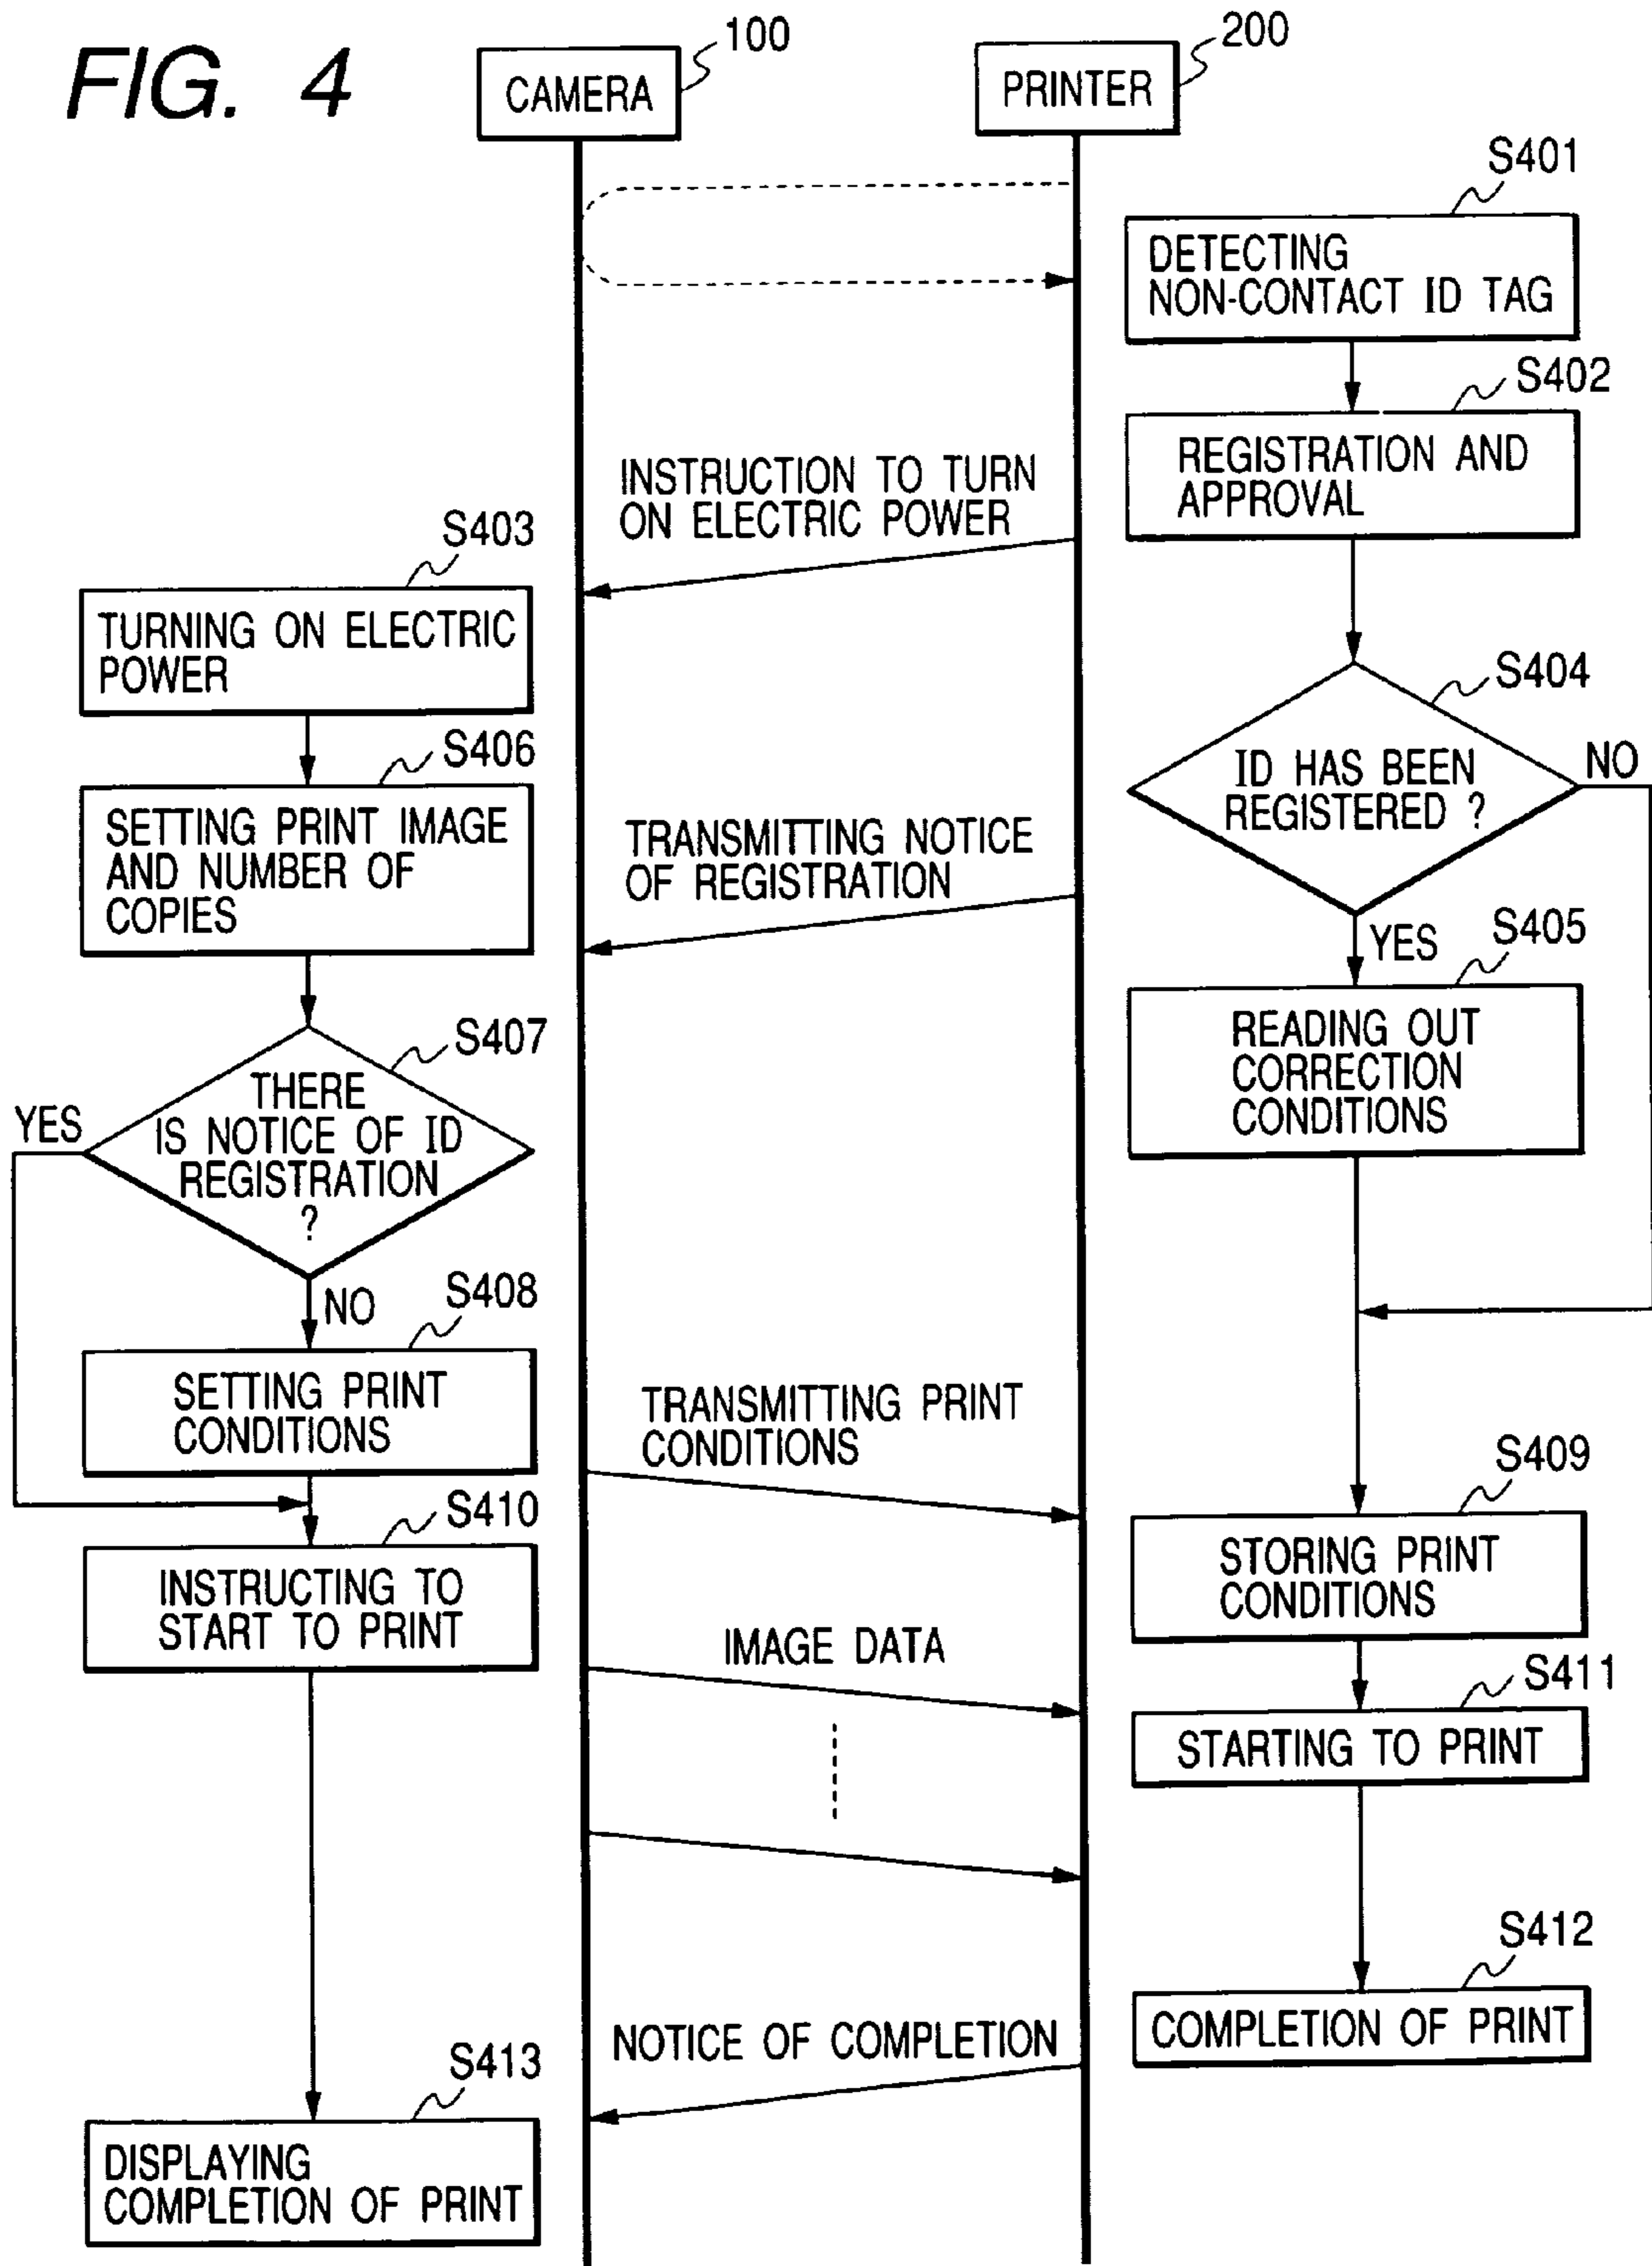 FIG. 4
CAMERA
100
PRINTER
200
S401
DETECTING
NON-CONTACT ID TAG
S402
REGISTRATION AND
APPROVAL
INSTRUCTION TO TURN
ON ELECTRIC POWER
S403
TURNING ON ELECTRIC
POWER
S404
ID HAS BEEN
REGISTERED ?
NO
YES
S406
SETTING PRINT IMAGE
AND NUMBER OF
COPIES
TRANSMITTING NOTICE
OF REGISTRATION
S405
READING OUT
CORRECTION
CONDITIONS
S407
THERE
IS NOTICE OF ID
REGISTRATION
?
YES
NO
S408
SETTING PRINT
CONDITIONS
TRANSMITTING PRINT
CONDITIONS
S409
STORING PRINT
CONDITIONS
S410
INSTRUCTING TO
START TO PRINT
IMAGE DATA
S411
STARTING TO PRINT
S412
COMPLETION OF PRINT
NOTICE OF COMPLETION
S413
DISPLAYING
COMPLETION OF PRINT